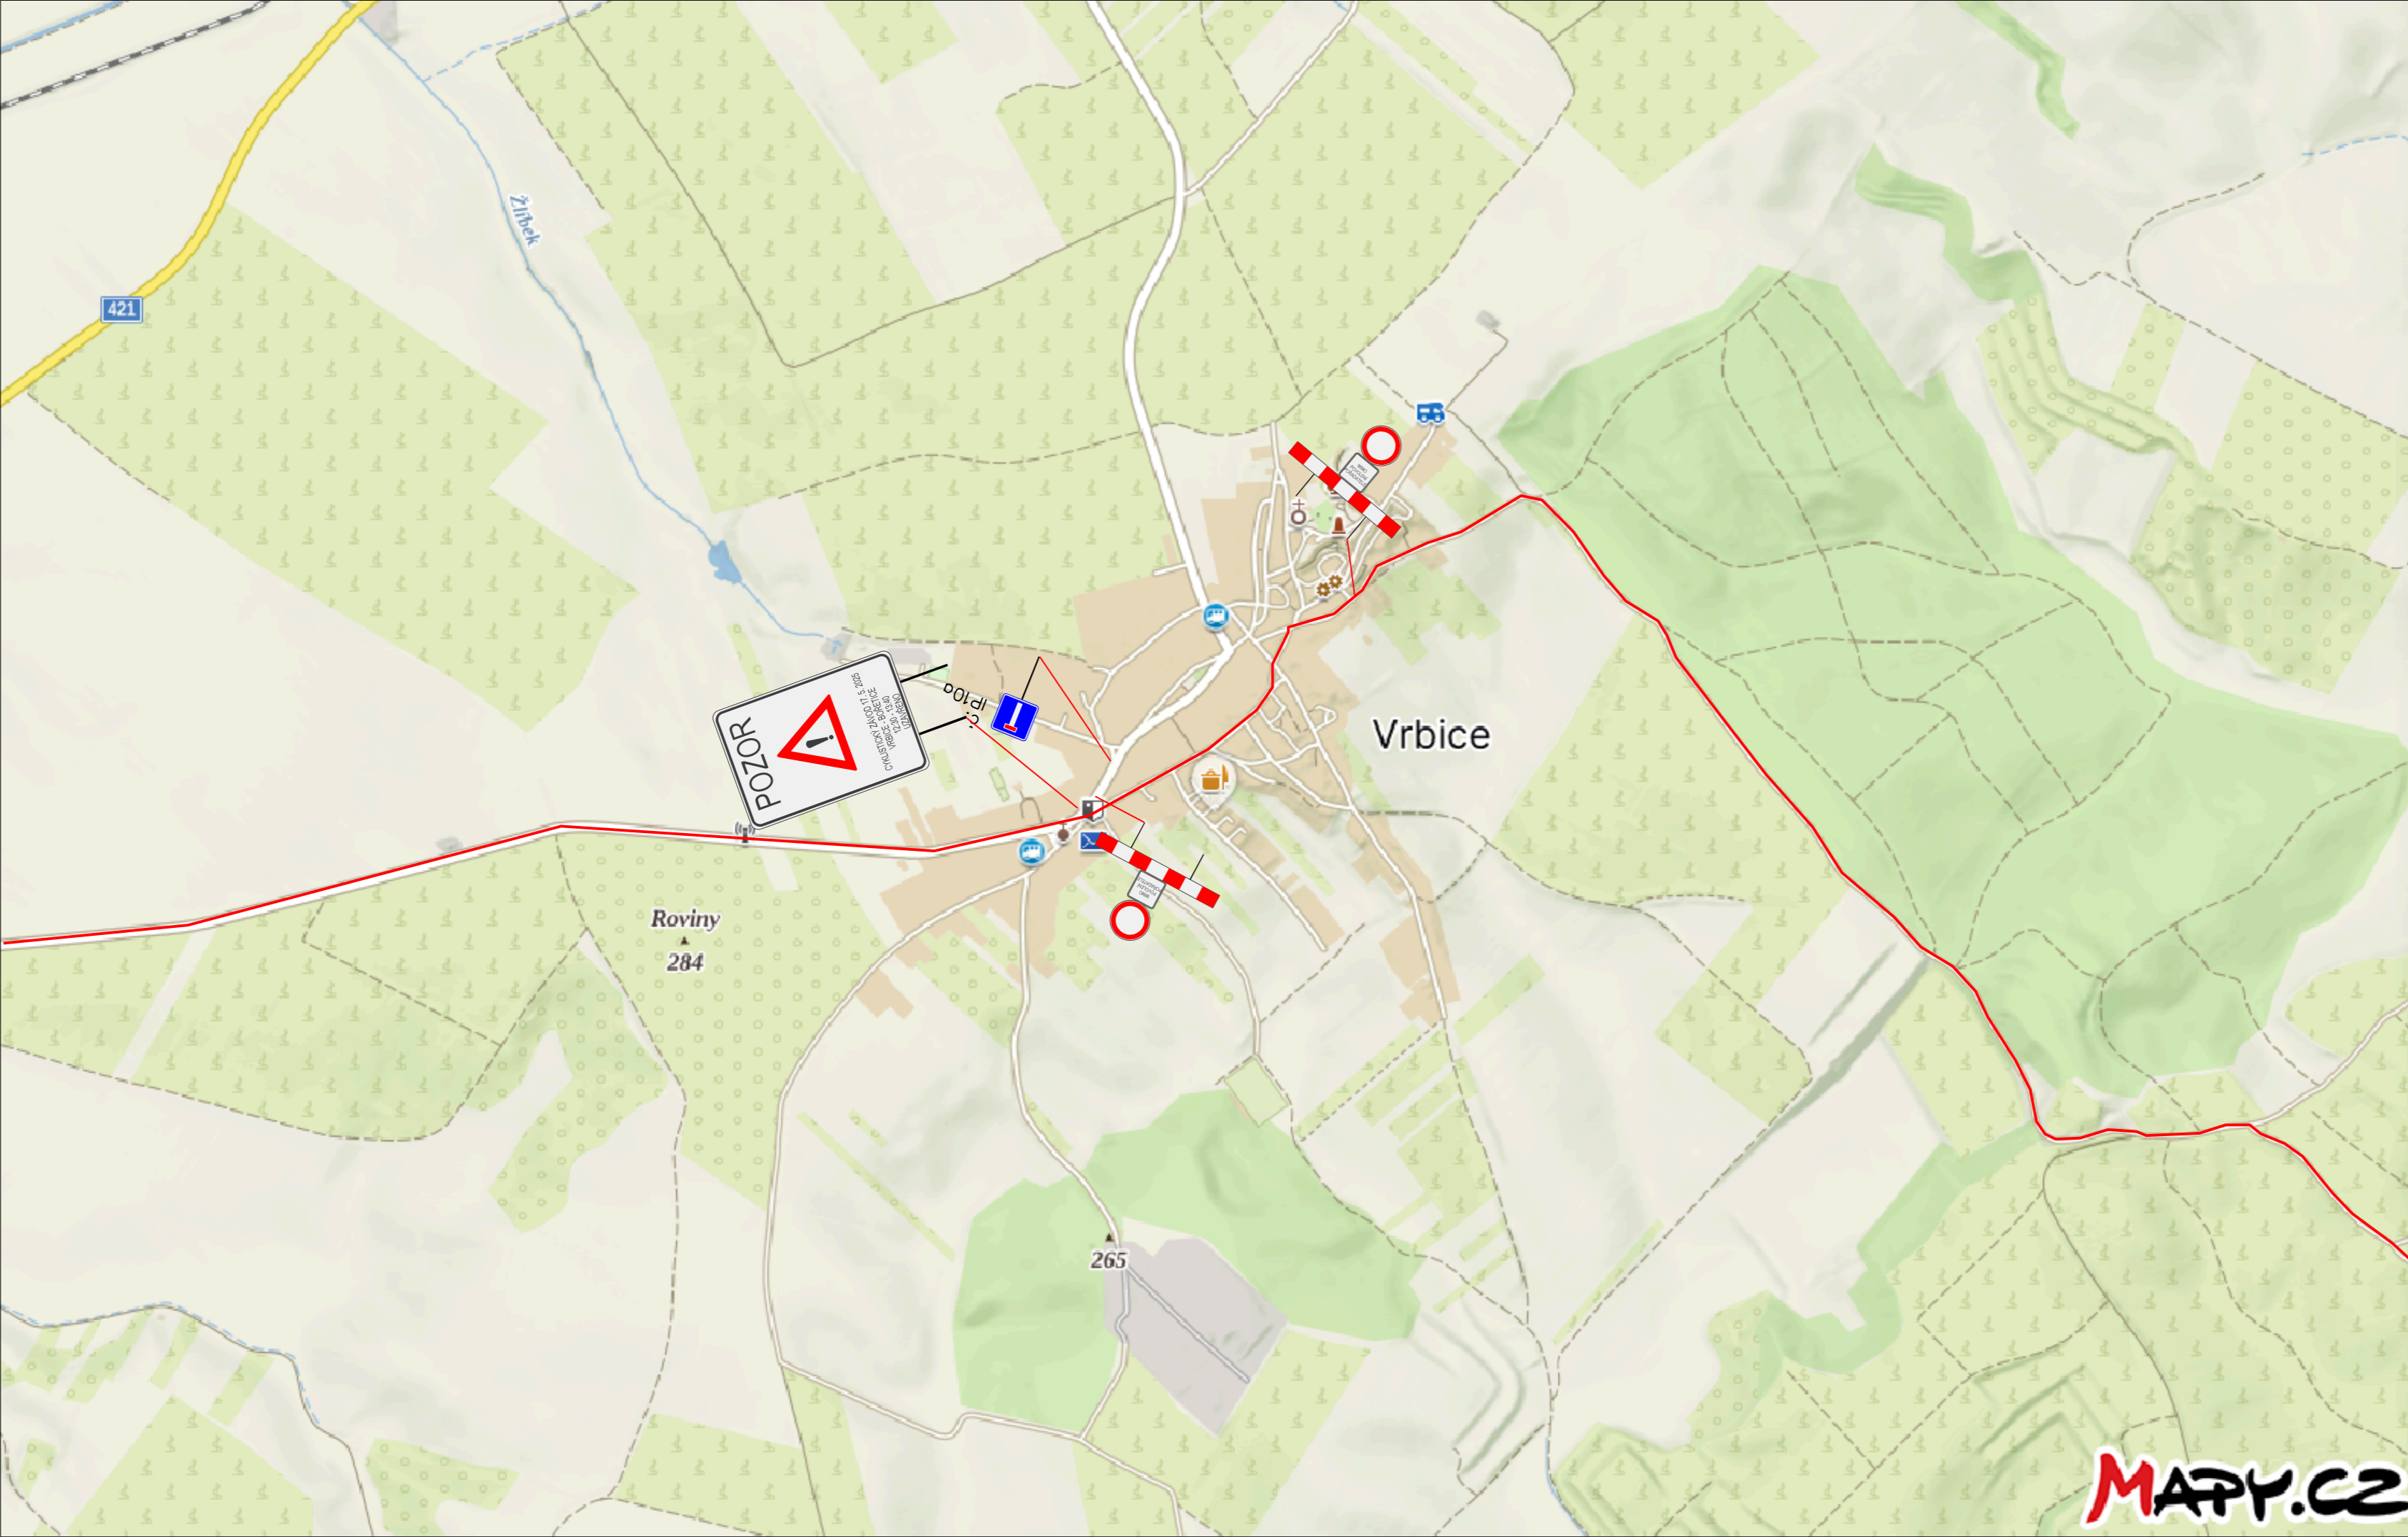 Žlíbek
421
POZOR
CYKLISTICKÝ ZÁVOD 17. 5. 2025
12:30 - 13:40
VRBICE - BOŘETICE
UZAVŘENO
IP10a
Vrbice
Roviny
284
265
MAPY.CZ